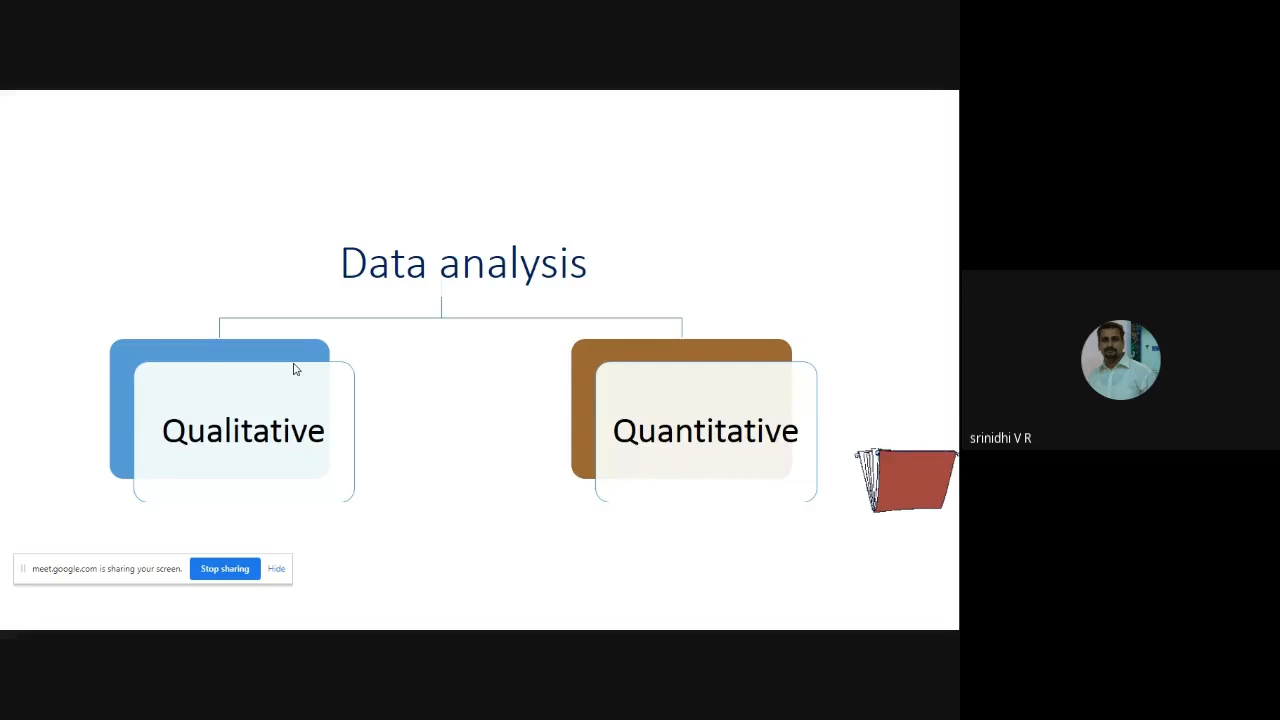 Data analysis
Qualitative
Quantitative
srinidhi V R
meet.google.com is sharing your screen.
Stop sharing
Hide